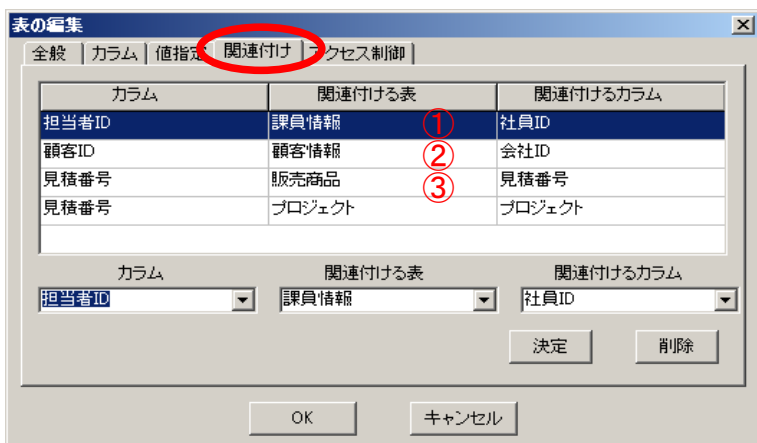 表の編集
全般 カラム 値指定 関連付け アクセス制御
カラム 関連付ける表 関連付けるカラム
担当者ID 課員情報 ① 社員ID
顧客ID 顧客情報 ② 会社ID
見積番号 販売商品 ③ 見積番号
見積番号 プロジェクト プロジェクト
カラム 関連付ける表 関連付けるカラム
担当者ID 課員情報 社員ID
決定 削除
OK キャンセル